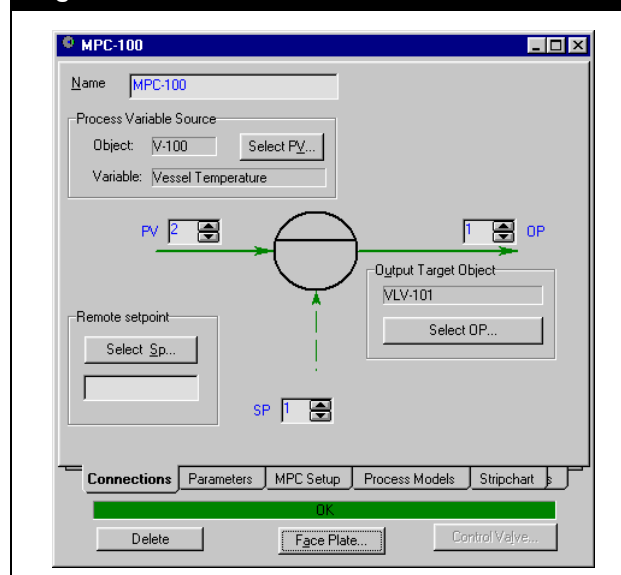 MPC-100
Name MPC-100
Process Variable Source
Object: V-100 Select PV...
Variable: Vessel Temperature
PV 2 1 OP
Output Target Object
VLV-101
Select OP...
Remote setpoint
Select Sp...
SP 1
Connections Parameters MPC Setup Process Models Stripchart
OK
Delete Face Plate... Control Valve...